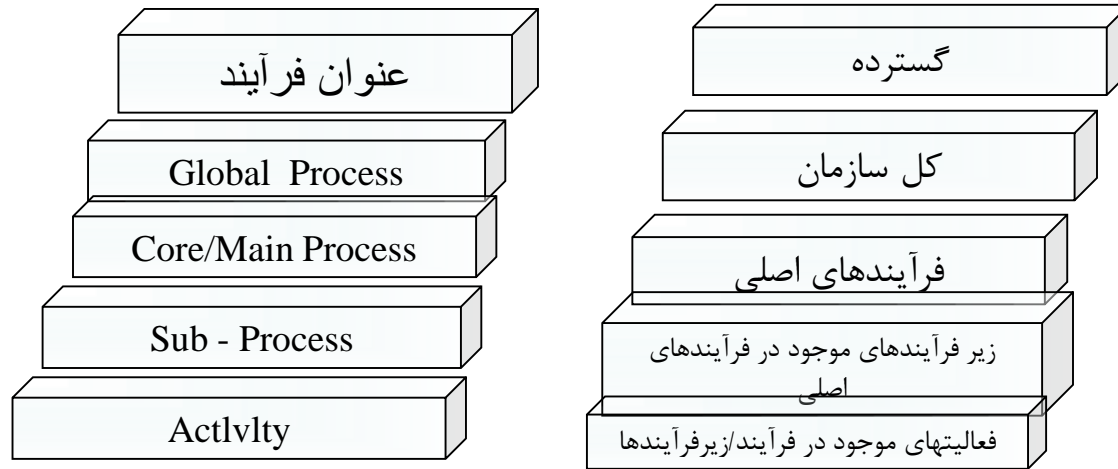 عنوان فرآیند
گسترده
Global Process
کل سازمان
Core/Main Process
فرآیندهای اصلی
Sub - Process
زیر فرآیندهای موجود در فرآیندهای
اصلی
Actlvlty
فعالیتهای موجود در فرآیند/زیرفرآیندها